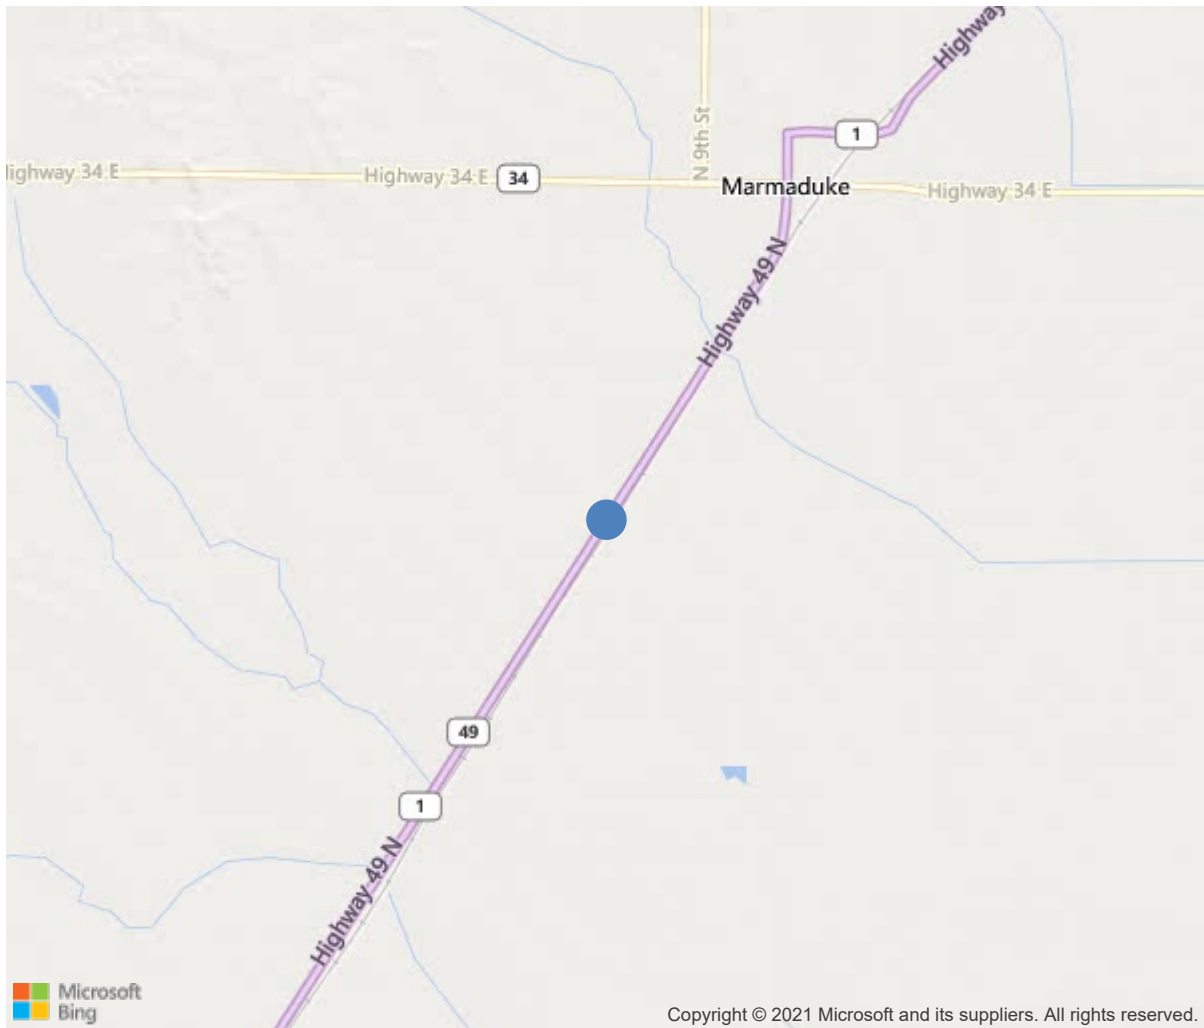 Highway
N 9th St
1
Highway 34 E
Highway 34 E
34
Marmaduke
Highway 34 E
Highway 49 N
49
1
Highway 49 N
Microsoft
Bing
Copyright © 2021 Microsoft and its suppliers. All rights reserved.